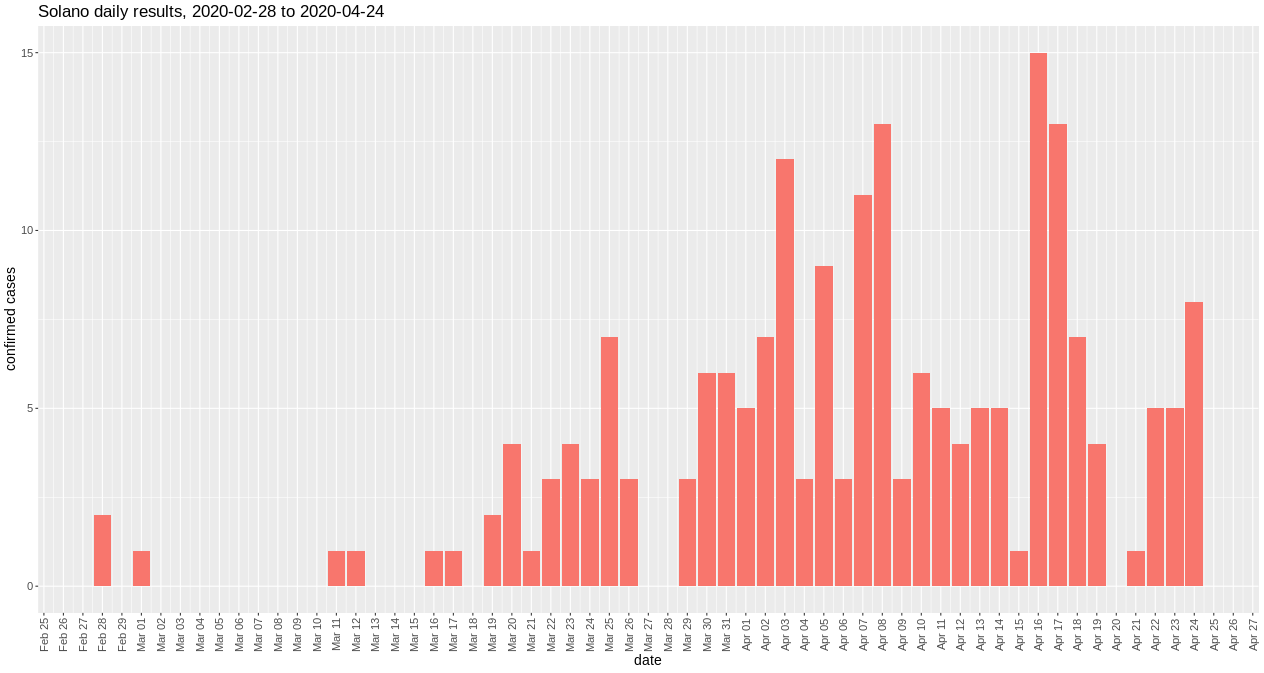 Solano daily results, 2020-02-28 to 2020-04-24
confirmed cases
15
10
5
0
Feb 25
Feb 26
Feb 27
Feb 28
Feb 29
Mar 01
Mar 02
Mar 03
Mar 04
Mar 05
Mar 06
Mar 07
Mar 08
Mar 09
Mar 10
Mar 11
Mar 12
Mar 13
Mar 14
Mar 15
Mar 16
Mar 17
Mar 18
Mar 19
Mar 20
Mar 21
Mar 22
Mar 23
Mar 24
Mar 25
Mar 26
Mar 27
Mar 28
Mar 29
Mar 30
Mar 31
Apr 01
Apr 02
Apr 03
Apr 04
Apr 05
Apr 06
Apr 07
Apr 08
Apr 09
Apr 10
Apr 11
Apr 12
Apr 13
Apr 14
Apr 15
Apr 16
Apr 17
Apr 18
Apr 19
Apr 20
Apr 21
Apr 22
Apr 23
Apr 24
Apr 25
Apr 26
Apr 27
date